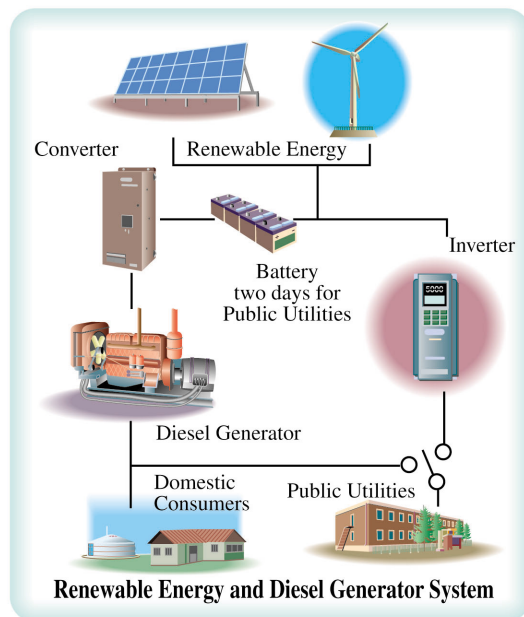 Converter
Renewable Energy
Inverter
Battery
two days for
Public Utilities
5000
Diesel Generator
Domestic
Consumers
Public Utilities
Renewable Energy and Diesel Generator System